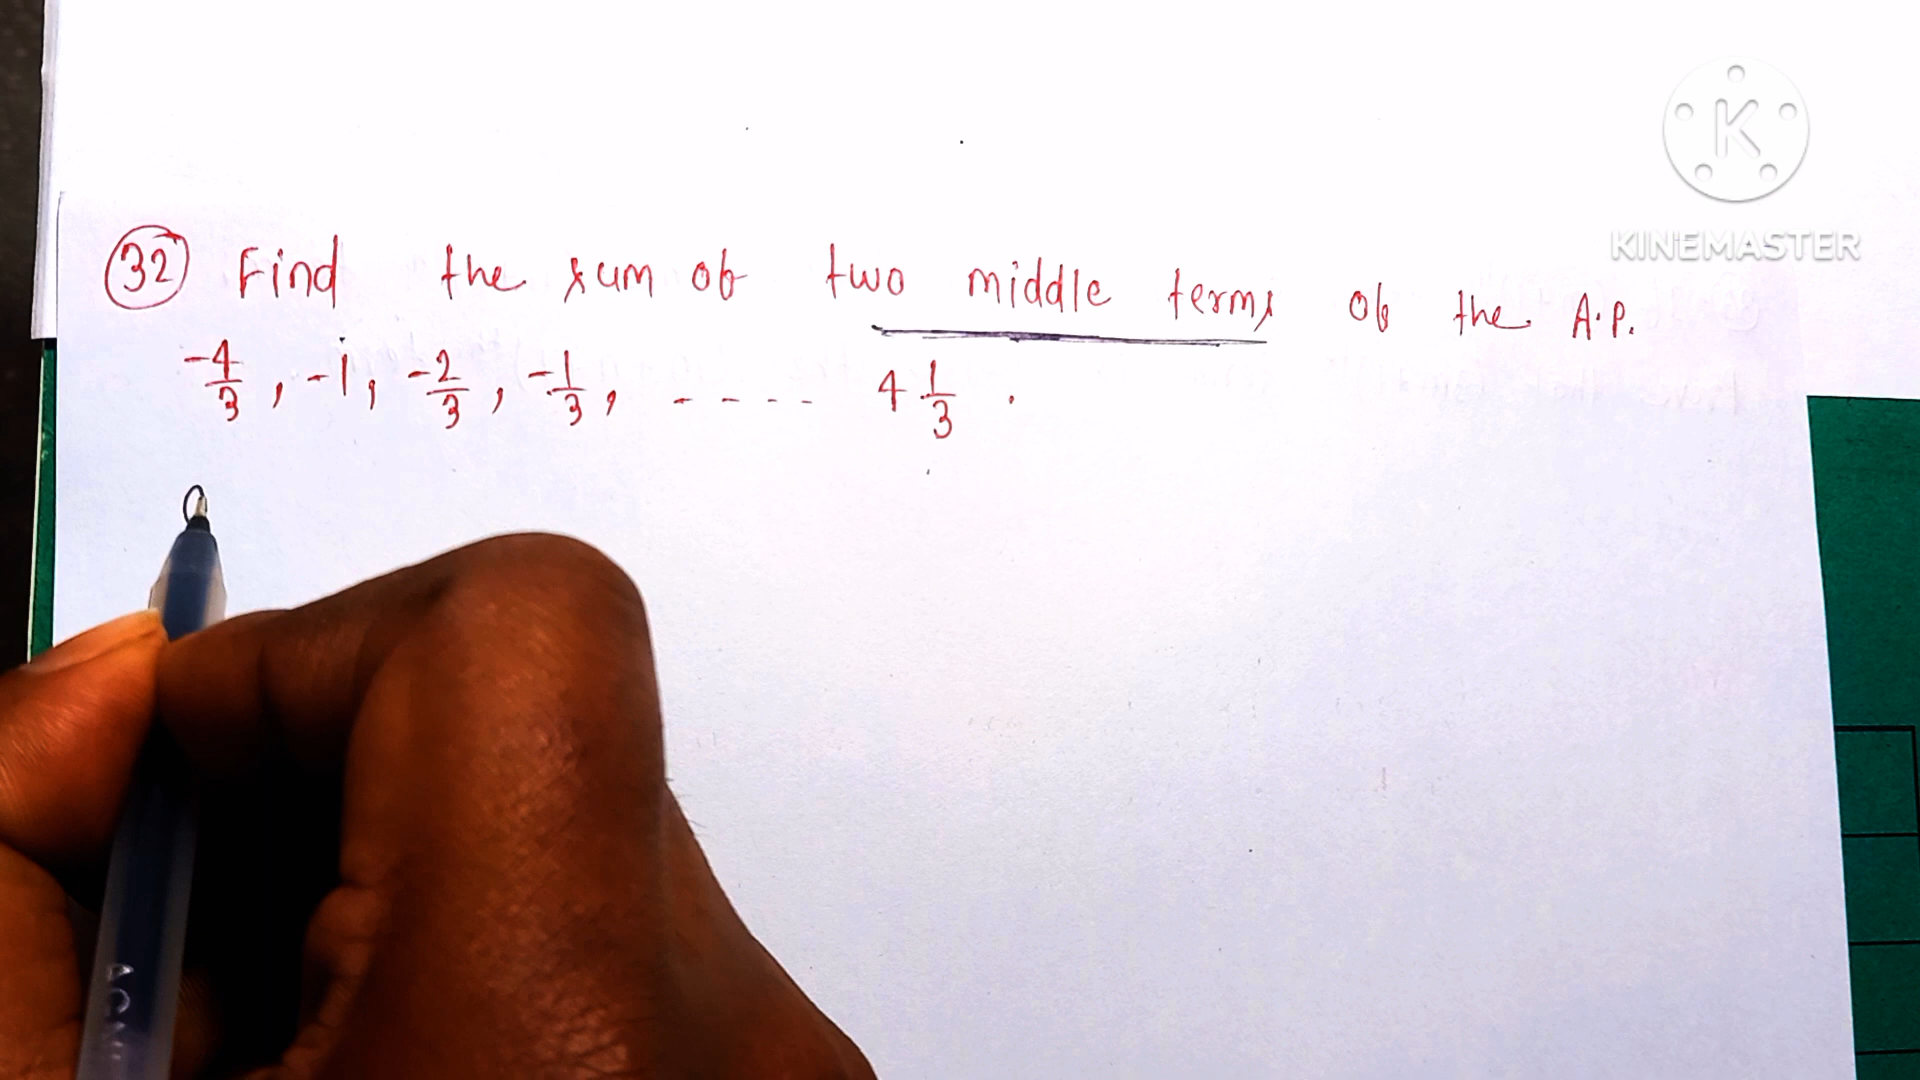 K
KINEMASTER
32 Find the sum of two middle terms of the A.P.
-4/3, -1, -2/3, -1/3, ---- 4 1/3 .